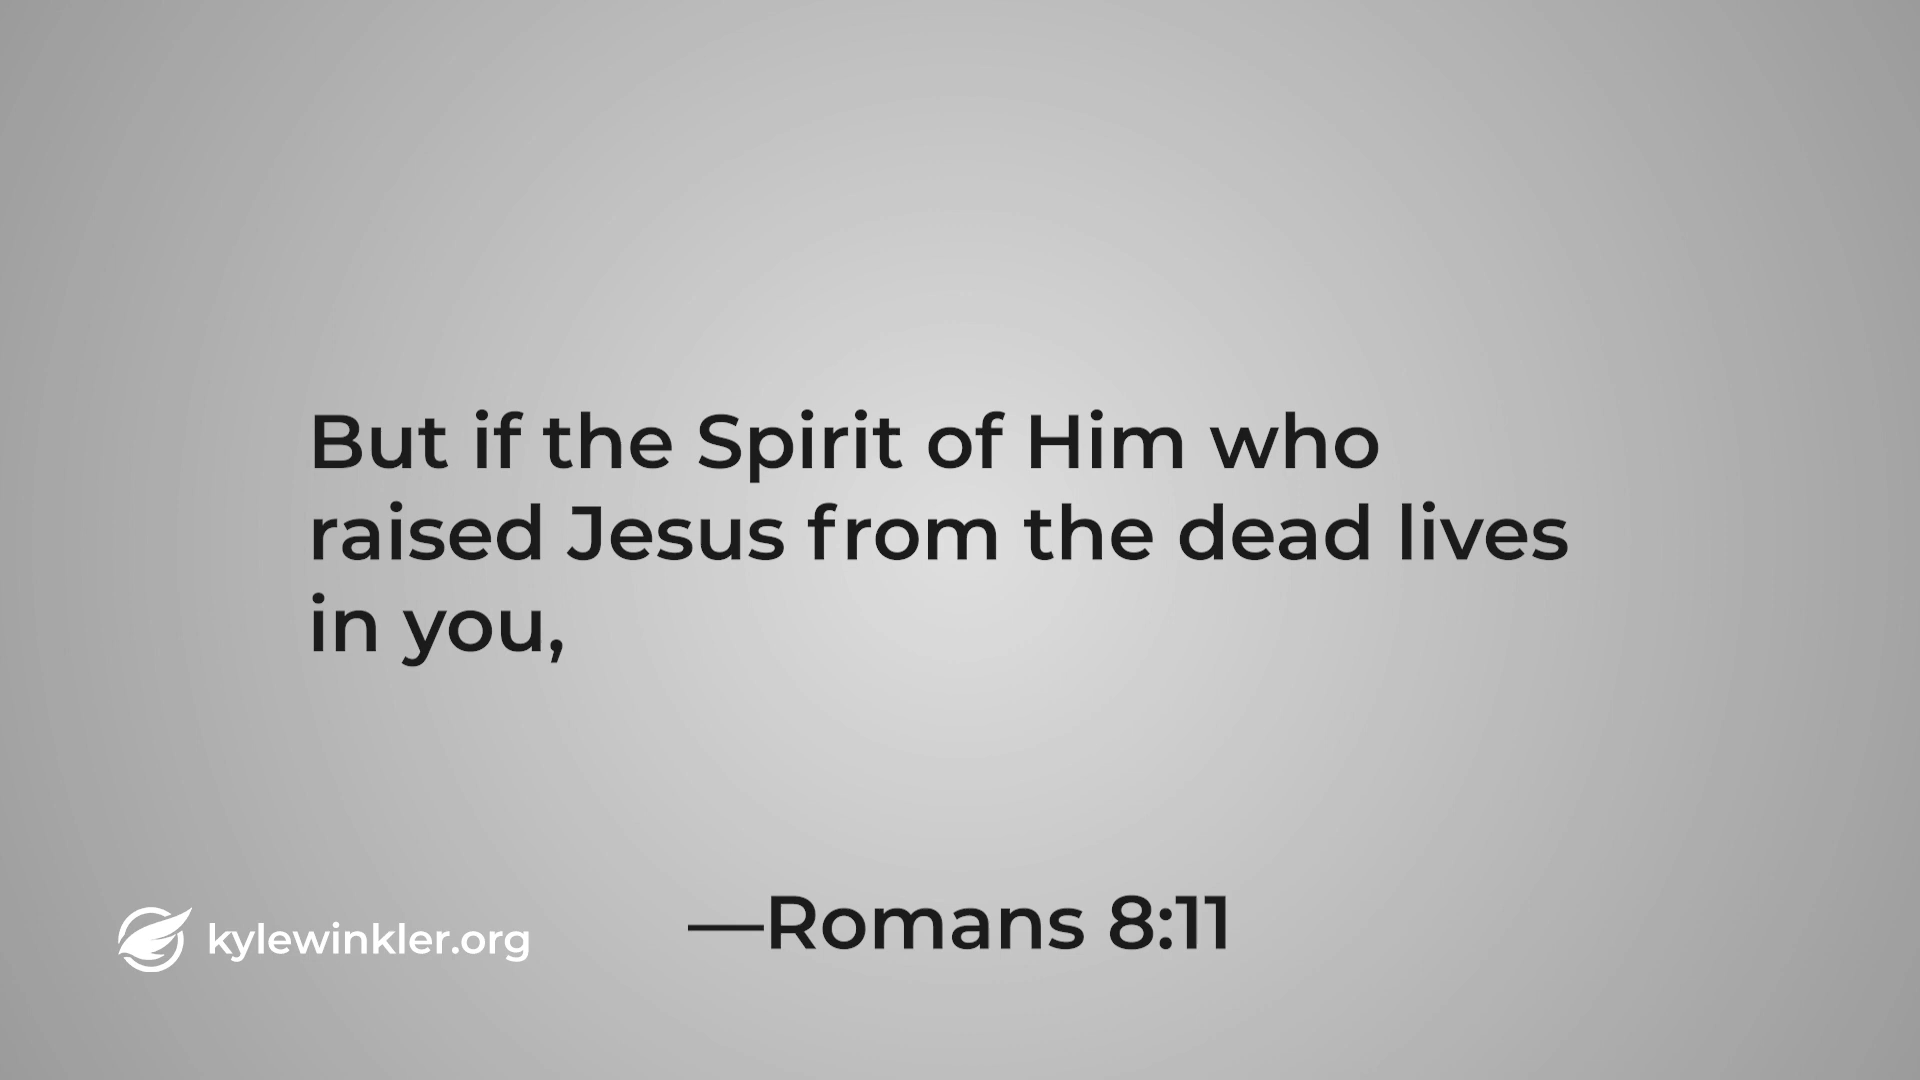 But if the Spirit of Him who
raised Jesus from the dead lives
in you,
—Romans 8:11
kylewinkler.org